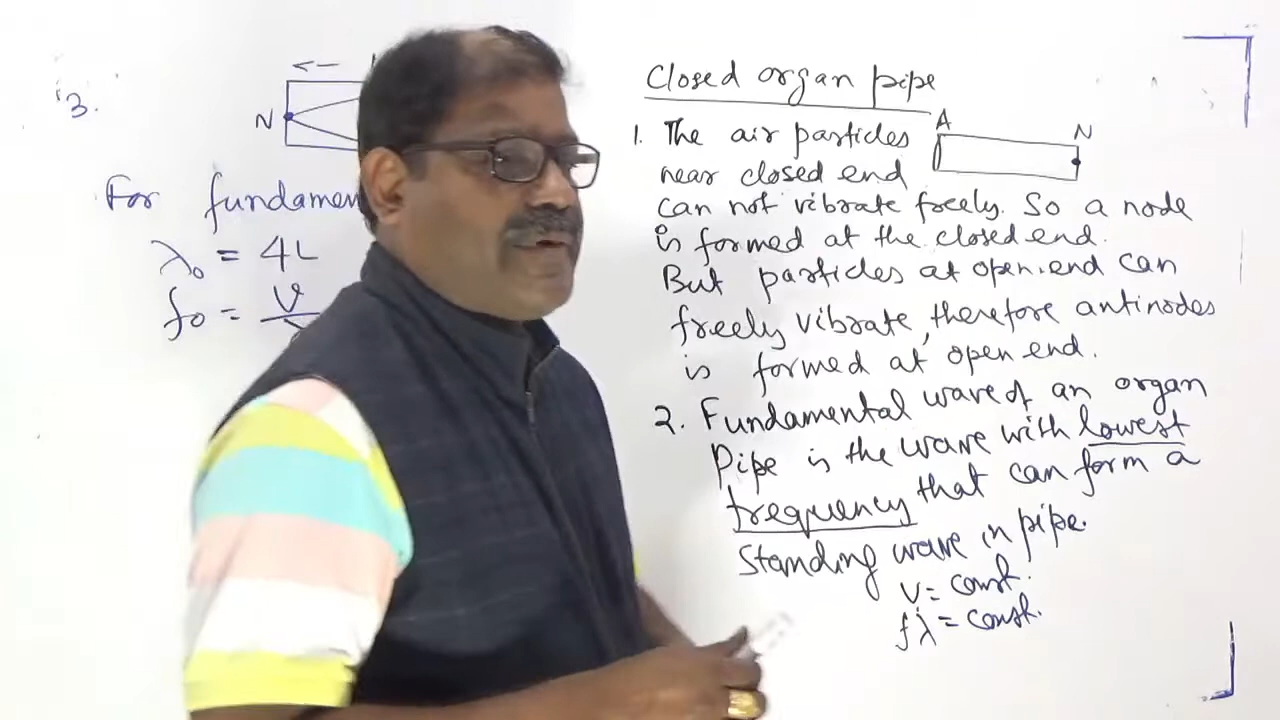 3.
N
For fundamen
λ₀ = 4L
f₀ = v
Closed organ pipe
A
N
1. The air particles
near closed end
can not vibrate freely. So a node
is formed at the closed end.
But particles at open end can
freely vibrate, therefore antinodes
is formed at open end.
2. Fundamental wave of an organ
Pipe is the wave with lowest
frequency that can form a
Standing wave in pipe.
v = const.
fλ = const.